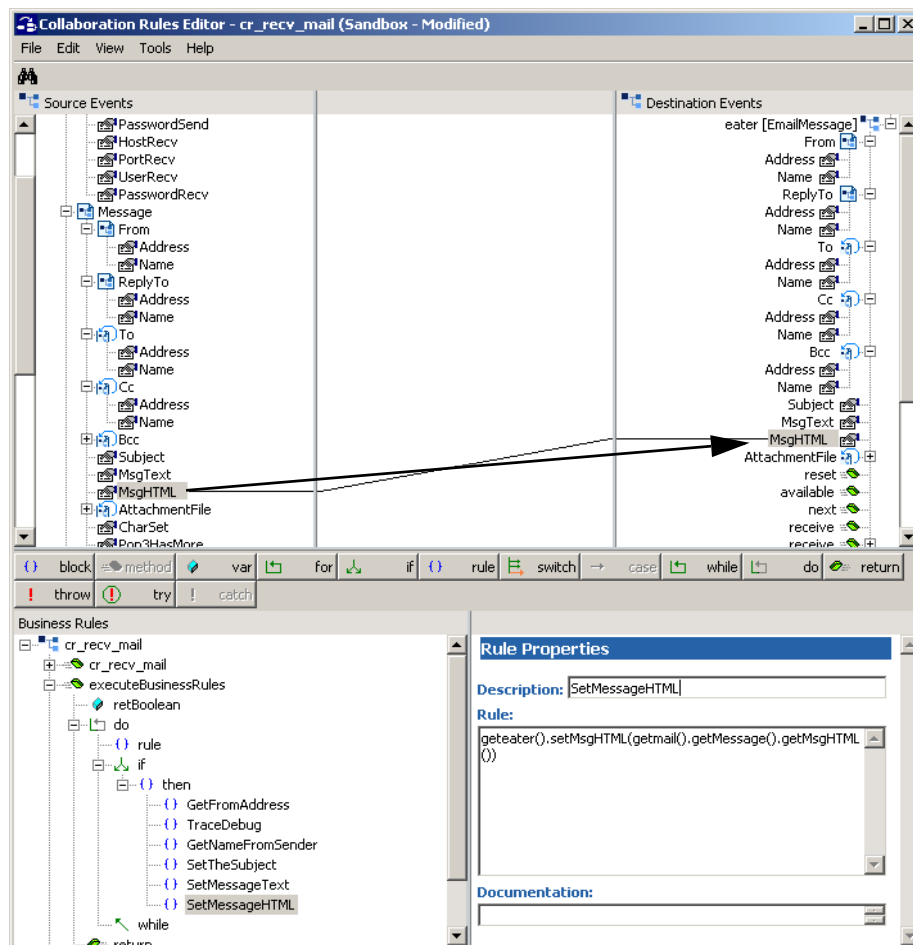 Collaboration Rules Editor - cr_recv_mail (Sandbox - Modified)
File Edit View Tools Help
Source Events
PasswordSend
HostRecv
PortRecv
UserRecv
PasswordRecv
Message
From
Address
Name
ReplyTo
Address
Name
To
Address
Name
Cc
Address
Name
Bcc
Subject
MsgText
MsgHTML
AttachmentFile
CharSet
Pop3HasMore
Destination Events
eater [EmailMessage]
From
Address
Name
ReplyTo
Address
Name
To
Address
Name
Cc
Address
Name
Bcc
Address
Name
Subject
MsgText
MsgHTML
AttachmentFile
reset
available
next
receive
receive
block method var for if rule switch case while do return
throw try catch
Business Rules
cr_recv_mail
cr_recv_mail
executeBusinessRules
retBoolean
do
rule
if
then
GetFromAddress
TraceDebug
GetNameFromSender
SetTheSubject
SetMessageText
SetMessageHTML
while
return
Rule Properties
Description: SetMessageHTML
Rule:
geteater().setMsgHTML(getmail().getMessage().getMsgHTML
())
Documentation: